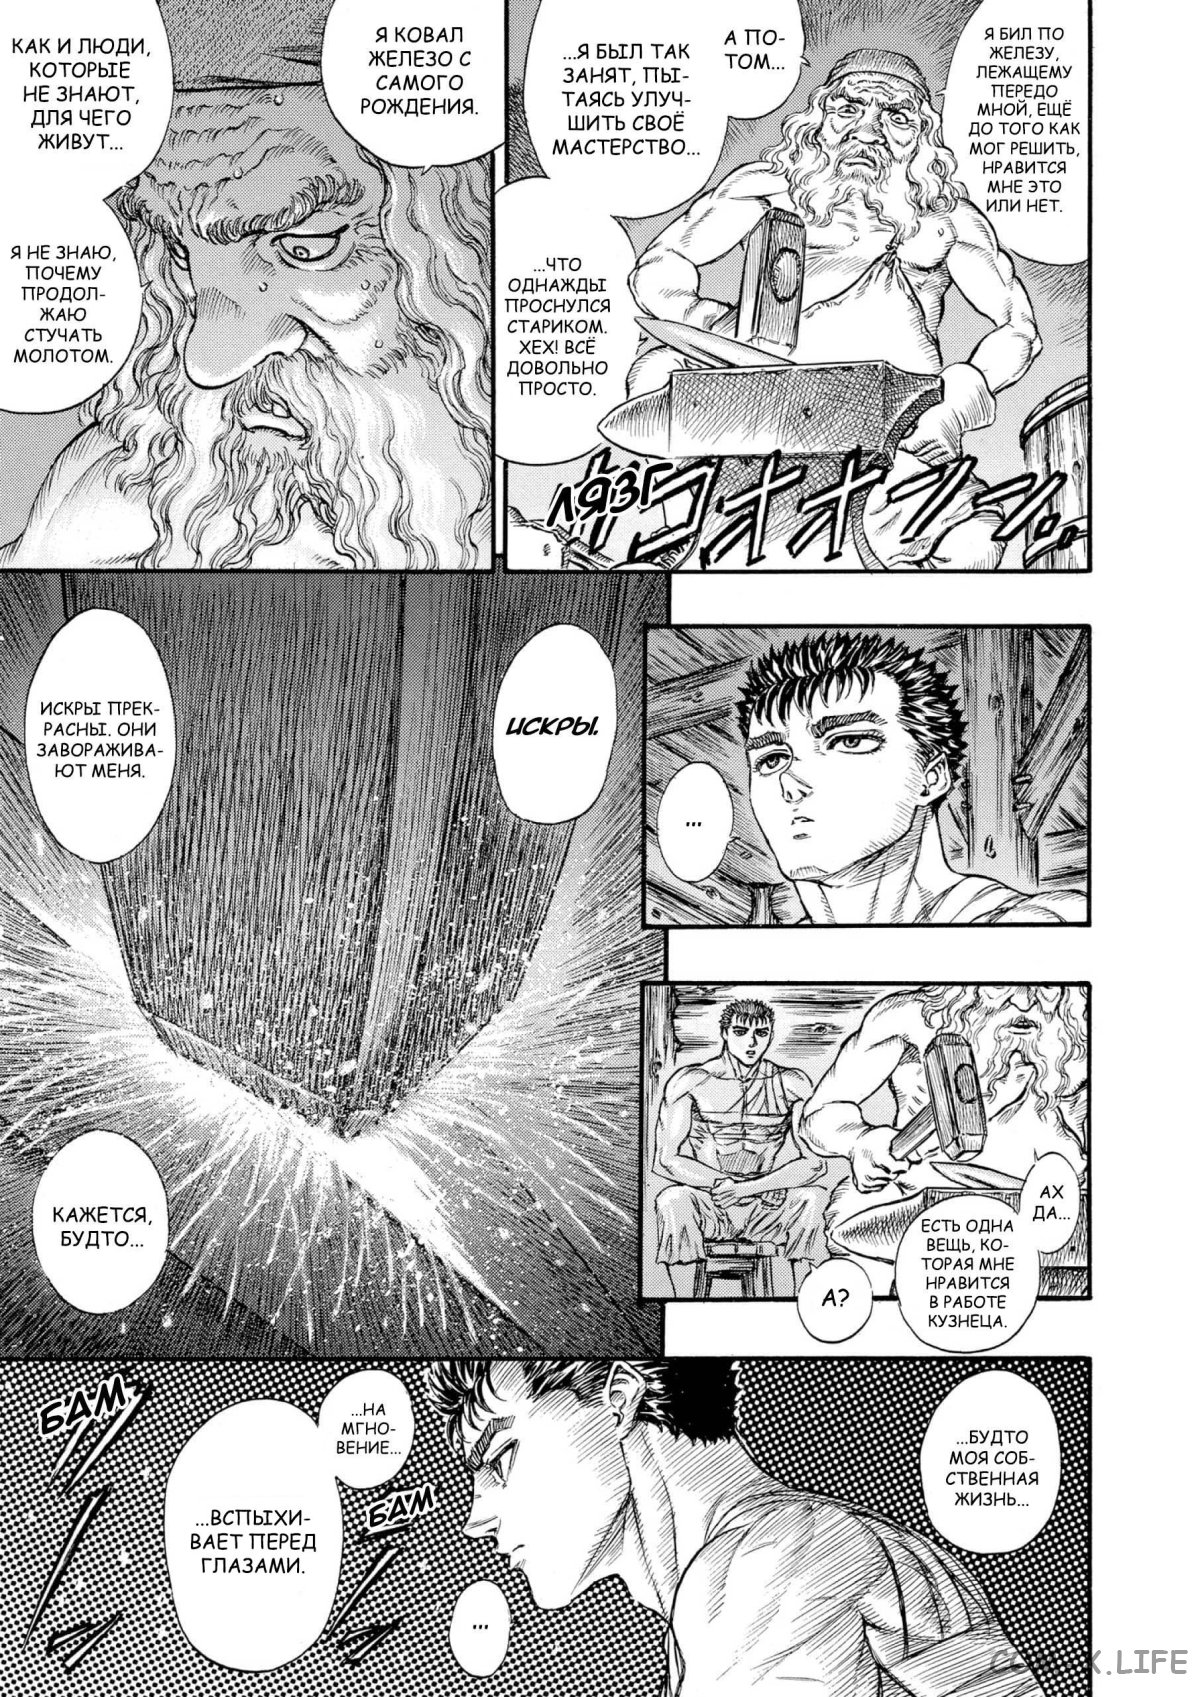 Я БИЛ ПО
ЖЕЛЕЗУ,
ЛЕЖАЩЕМУ
ПЕРЕДО
МНОЙ, ЕЩЁ
ДО ТОГО КАК
МОГ РЕШИТЬ,
НРАВИТСЯ
МНЕ ЭТО
ИЛИ НЕТ.
А ПО-
ТОМ...
...Я БЫЛ ТАК
ЗАНЯТ, ПЫ-
ТАЯСЬ УЛУЧ-
ШИТЬ СВОЁ
МАСТЕРСТВО...
...ЧТО
ОДНАЖДЫ
ПРОСНУЛСЯ
СТАРИКОМ.
ХЕХ! ВСЁ
ДОВОЛЬНО
ПРОСТО.
ЛЯЗГ
Я КОВАЛ
ЖЕЛЕЗО С
САМОГО
РОЖДЕНИЯ.
КАК И ЛЮДИ,
КОТОРЫЕ
НЕ ЗНАЮТ,
ДЛЯ ЧЕГО
ЖИВУТ...
Я НЕ ЗНАЮ,
ПОЧЕМУ
ПРОДОЛ-
ЖАЮ
СТУЧАТЬ
МОЛОТОМ.
...
АХ
ДА...
ЕСТЬ ОДНА
ВЕЩЬ, КО-
ТОРАЯ МНЕ
НРАВИТСЯ
В РАБОТЕ
КУЗНЕЦА.
А?
ИСКРЫ.
ИСКРЫ ПРЕК-
РАСНЫ. ОНИ
ЗАВОРАЖИВА-
ЮТ МЕНЯ.
КАЖЕТСЯ,
БУДТО...
...БУДТО
МОЯ СОБ-
СТВЕННАЯ
ЖИЗНЬ...
...НА
МГНО-
ВЕНИЕ...
...ВСПЫХИ-
ВАЕТ ПЕРЕД
ГЛАЗАМИ.
...
БАМ
БАМ